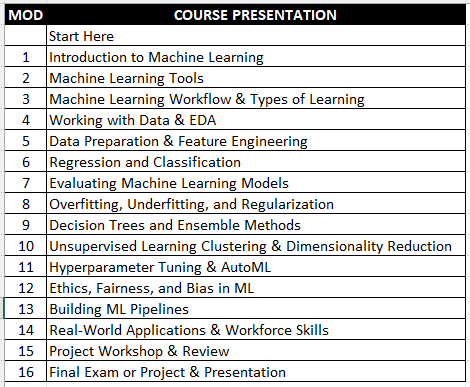 MOD COURSE PRESENTATION
Start Here
1 Introduction to Machine Learning
2 Machine Learning Tools
3 Machine Learning Workflow & Types of Learning
4 Working with Data & EDA
5 Data Preparation & Feature Engineering
6 Regression and Classification
7 Evaluating Machine Learning Models
8 Overfitting, Underfitting, and Regularization
9 Decision Trees and Ensemble Methods
10 Unsupervised Learning Clustering & Dimensionality Reduction
11 Hyperparameter Tuning & AutoML
12 Ethics, Fairness, and Bias in ML
13 Building ML Pipelines
14 Real-World Applications & Workforce Skills
15 Project Workshop & Review
16 Final Exam or Project & Presentation